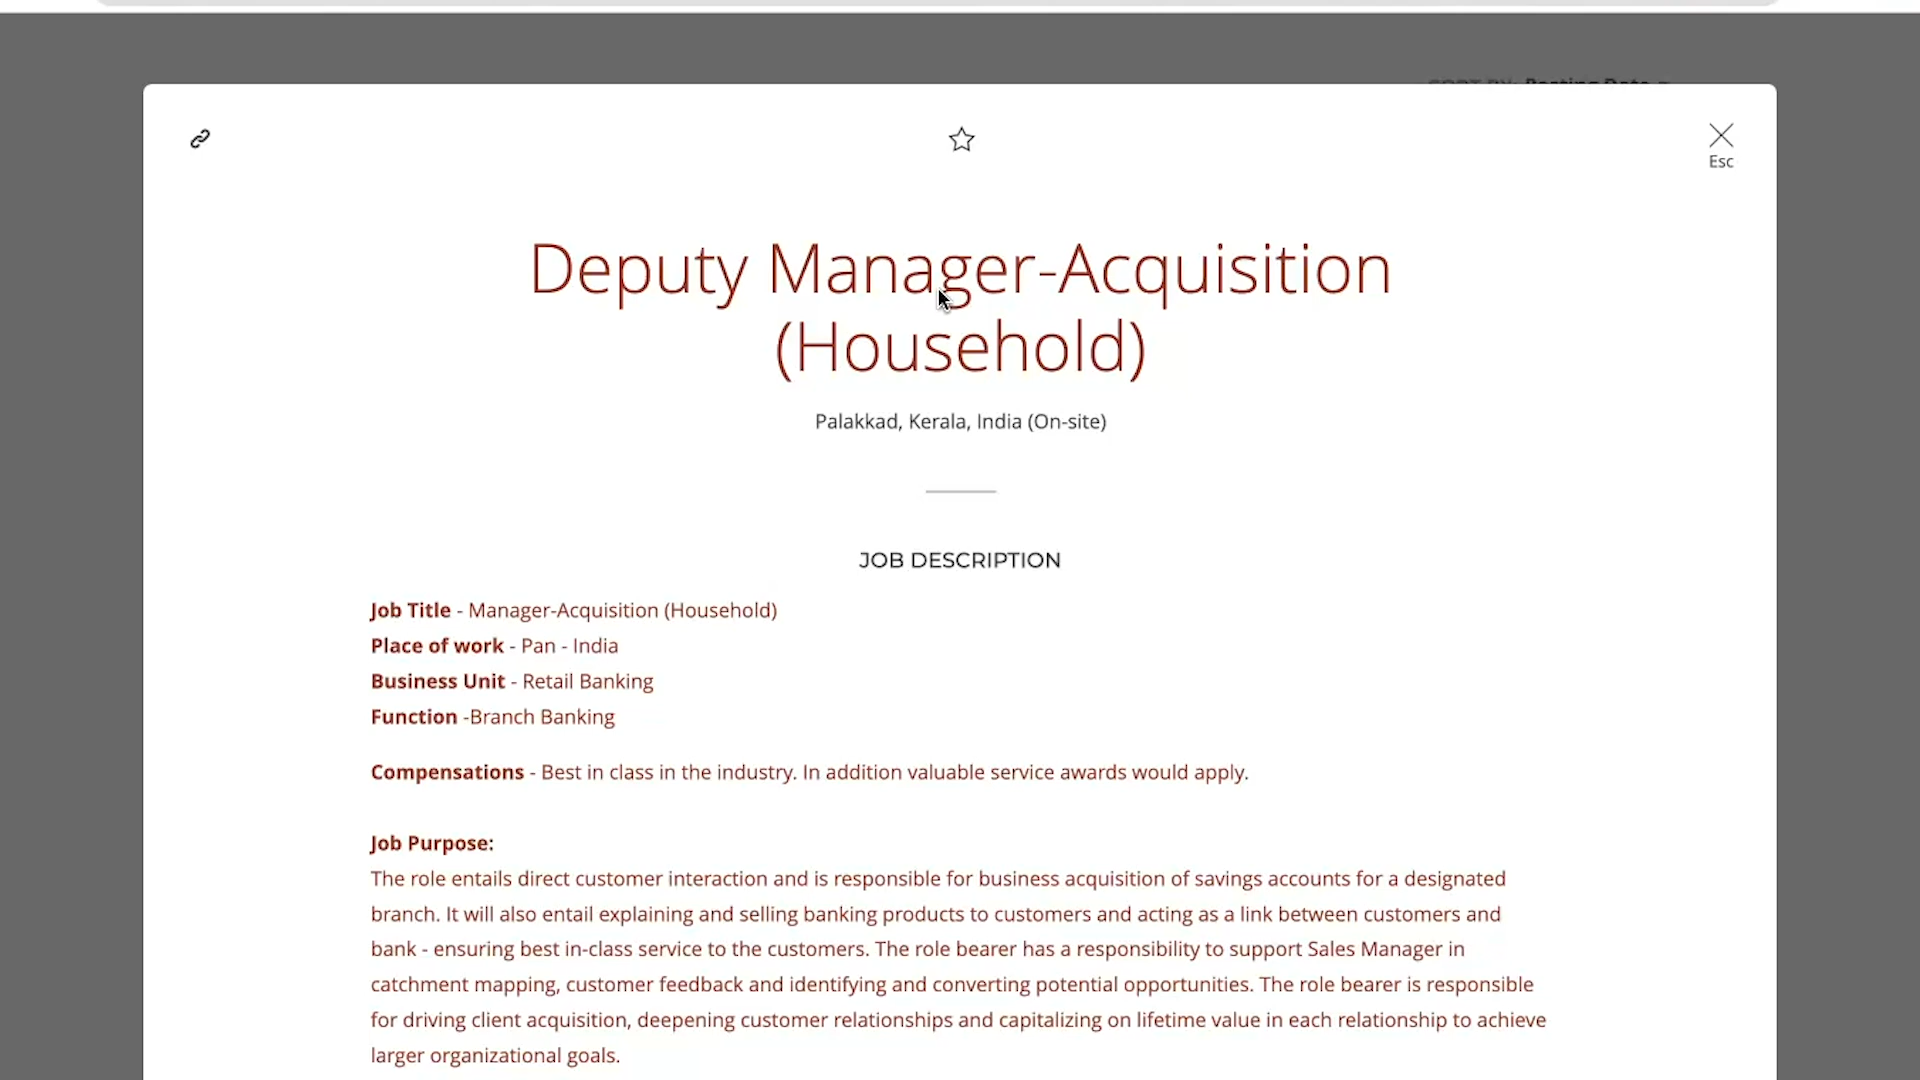 Esc
Deputy Manager-Acquisition
(Household)
Palakkad, Kerala, India (On-site)
JOB DESCRIPTION
Job Title - Manager-Acquisition (Household)
Place of work - Pan - India
Business Unit - Retail Banking
Function -Branch Banking
Compensations - Best in class in the industry. In addition valuable service awards would apply.
Job Purpose:
The role entails direct customer interaction and is responsible for business acquisition of savings accounts for a designated
branch. It will also entail explaining and selling banking products to customers and acting as a link between customers and
bank - ensuring best in-class service to the customers. The role bearer has a responsibility to support Sales Manager in
catchment mapping, customer feedback and identifying and converting potential opportunities. The role bearer is responsible
for driving client acquisition, deepening customer relationships and capitalizing on lifetime value in each relationship to achieve
larger organizational goals.